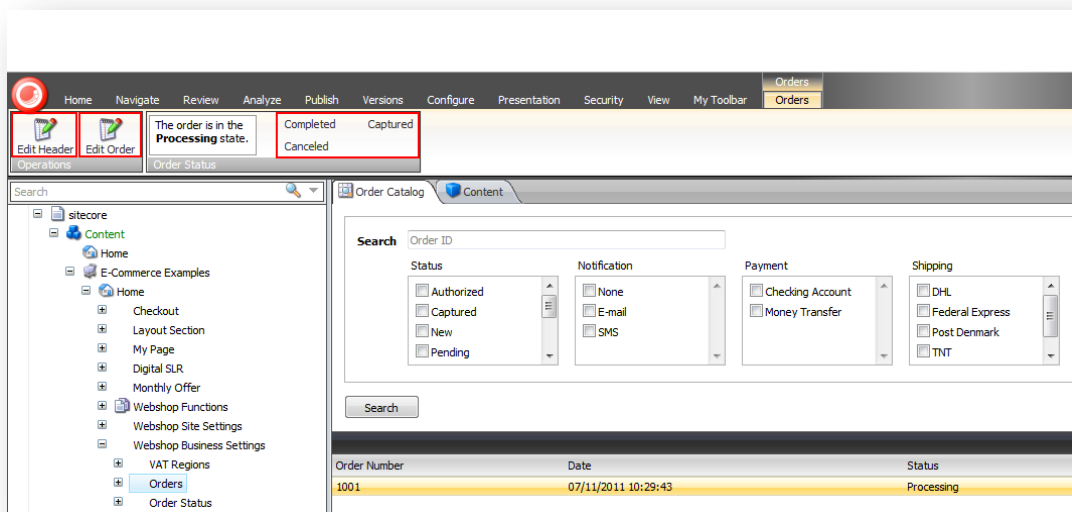 Orders
Home Navigate Review Analyze Publish Versions Configure Presentation Security View My Toolbar Orders
Edit Header Edit Order
The order is in the
Processing state.
Completed Captured
Canceled
Operations Order Status
Search
Order Catalog Content
sitecore
Content
Home
E-Commerce Examples
Home
Checkout
Layout Section
My Page
Digital SLR
Monthly Offer
Webshop Functions
Webshop Site Settings
Webshop Business Settings
VAT Regions
Orders
Order Status
Search Order ID
Status Notification Payment Shipping
Authorized None Checking Account DHL
Captured E-mail Money Transfer Federal Express
New SMS Post Denmark
Pending TNT
Search
Order Number Date Status
1001 07/11/2011 10:29:43 Processing